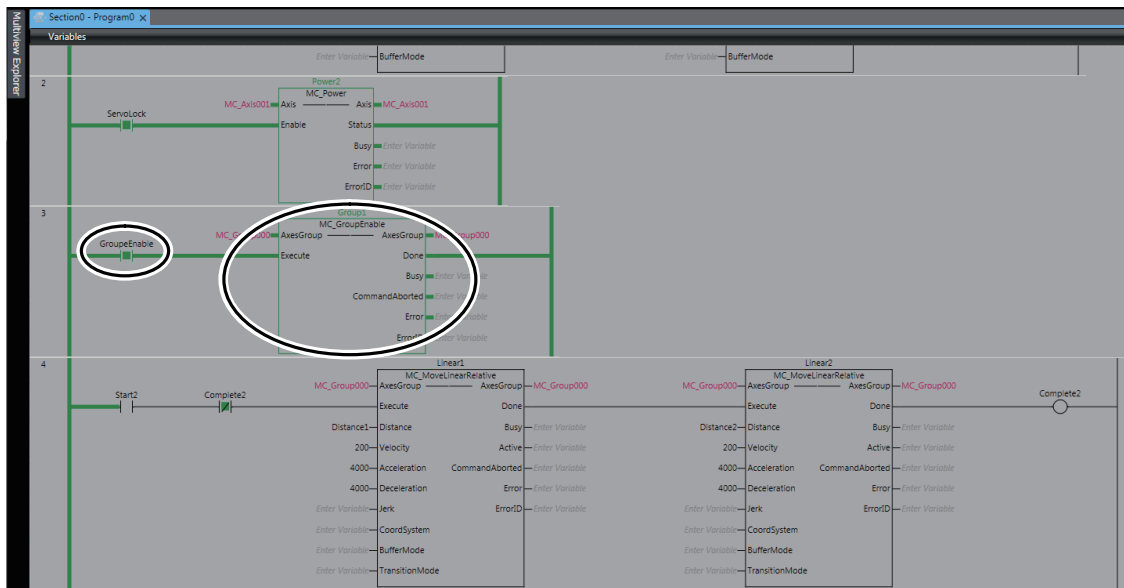 Multiview Explorer
Section0 - Program0 x
Variables
Enter Variable BufferMode Enter Variable BufferMode
2
Power2
MC_Power
MC_Axis001 Axis Axis MC_Axis001
ServoLock
Enable Status
Busy Enter Variable
Error Enter Variable
ErrorID Enter Variable
3
Group1
MC_GroupEnable
AxesGroup AxesGroup
GroupeEnable
Execute Done
Busy
CommandAborted
Error
4
Linear1 Linear2
MC_MoveLinearRelative MC_MoveLinearRelative
MC_Group000 AxesGroup AxesGroup MC_Group000 MC_Group000 AxesGroup AxesGroup MC_Group000
Start2 Complete2 Complete2
Execute Done Execute Done
Distance1 Distance Busy Enter Variable Distance2 Distance Busy Enter Variable
200 Velocity Active Enter Variable 200 Velocity Active Enter Variable
4000 Acceleration CommandAborted Enter Variable 4000 Acceleration CommandAborted Enter Variable
4000 Deceleration Error Enter Variable 4000 Deceleration Error Enter Variable
Enter Variable Jerk ErrorID Enter Variable Enter Variable Jerk ErrorID Enter Variable
Enter Variable CoordSystem Enter Variable CoordSystem
Enter Variable BufferMode Enter Variable BufferMode
Enter Variable TransitionMode Enter Variable TransitionMode